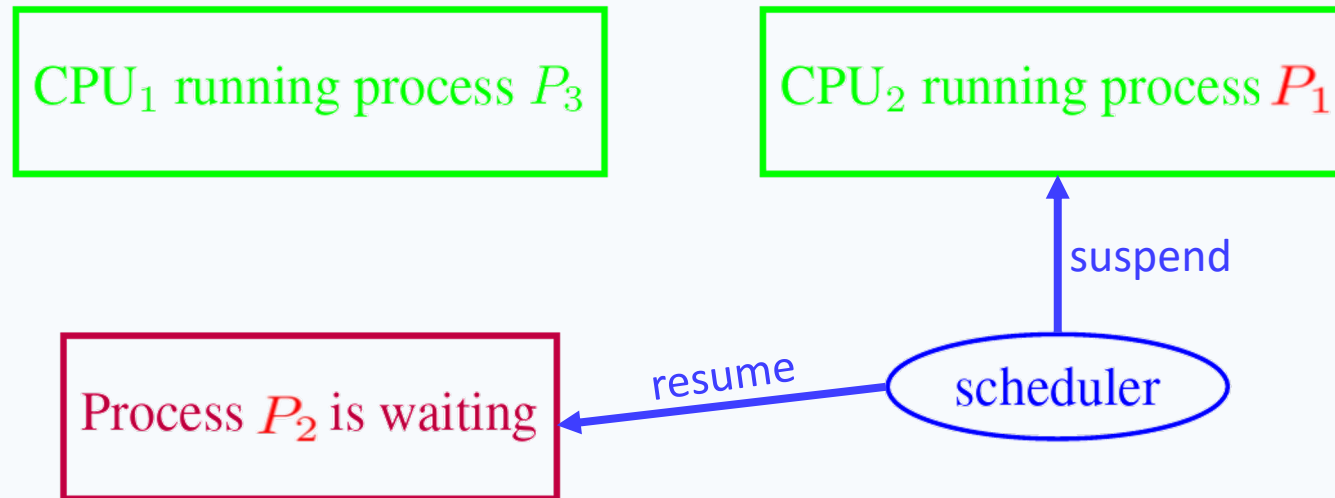 CPU₁ running process P₃
CPU₂ running process P₁
suspend
resume
scheduler
Process P₂ is waiting